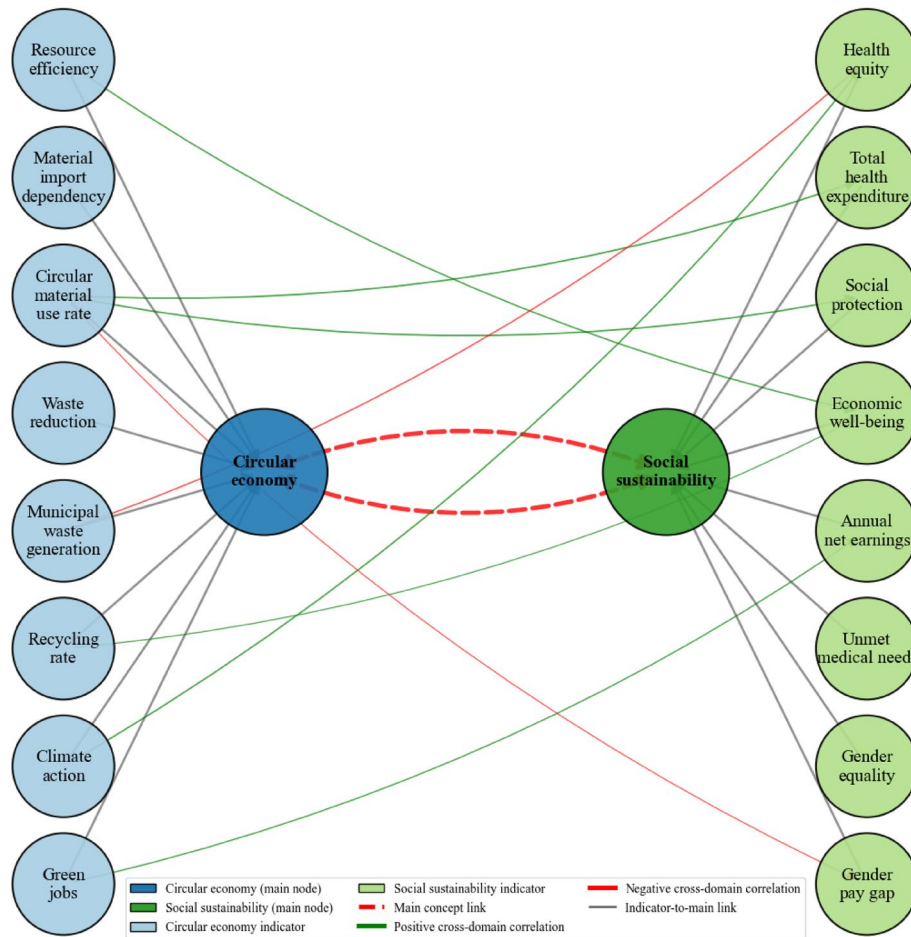 Resource
efficiency
Material
import
dependency
Circular
material
use rate
Waste
reduction
Municipal
waste
generation
Recycling
rate
Climate
action
Green
jobs
Circular
economy
Social
sustainability
Health
equity
Total
health
expenditure
Social
protection
Economic
well-being
Annual
net earnings
Unmet
medical need
Gender
equality
Gender
pay gap
Circular economy (main node)
Social sustainability (main node)
Circular economy indicator
Social sustainability indicator
Main concept link
Positive cross-domain correlation
Negative cross-domain correlation
Indicator-to-main link